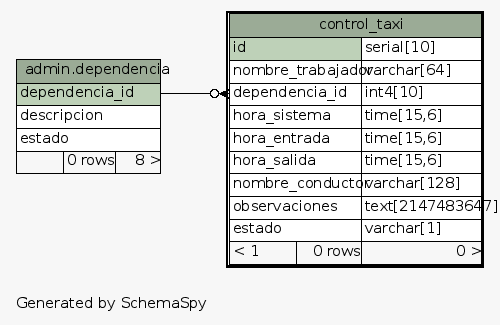 admin.dependencia
dependencia_id
descripcion
estado
0 rows 8 >
control_taxi
id serial[10]
nombre_trabajador varchar[64]
dependencia_id int4[10]
hora_sistema time[15,6]
hora_entrada time[15,6]
hora_salida time[15,6]
nombre_conductor varchar[128]
observaciones text[2147483647]
estado varchar[1]
< 1 0 rows 0 >
Generated by SchemaSpy